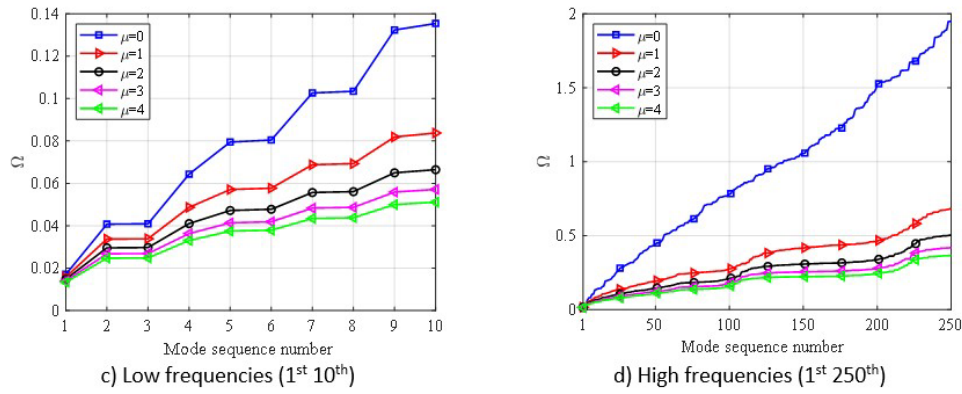 0.14
0.12
0.1
0.08
0.06
0.04
0.02
0
Ω
μ=0
μ=1
μ=2
μ=3
μ=4
1 2 3 4 5 6 7 8 9 10
Mode sequence number
c) Low frequencies (1st 10th)
2
1.5
1
0.5
0
Ω
μ=0
μ=1
μ=2
μ=3
μ=4
1 50 100 150 200 250
Mode sequence number
d) High frequencies (1st 250th)